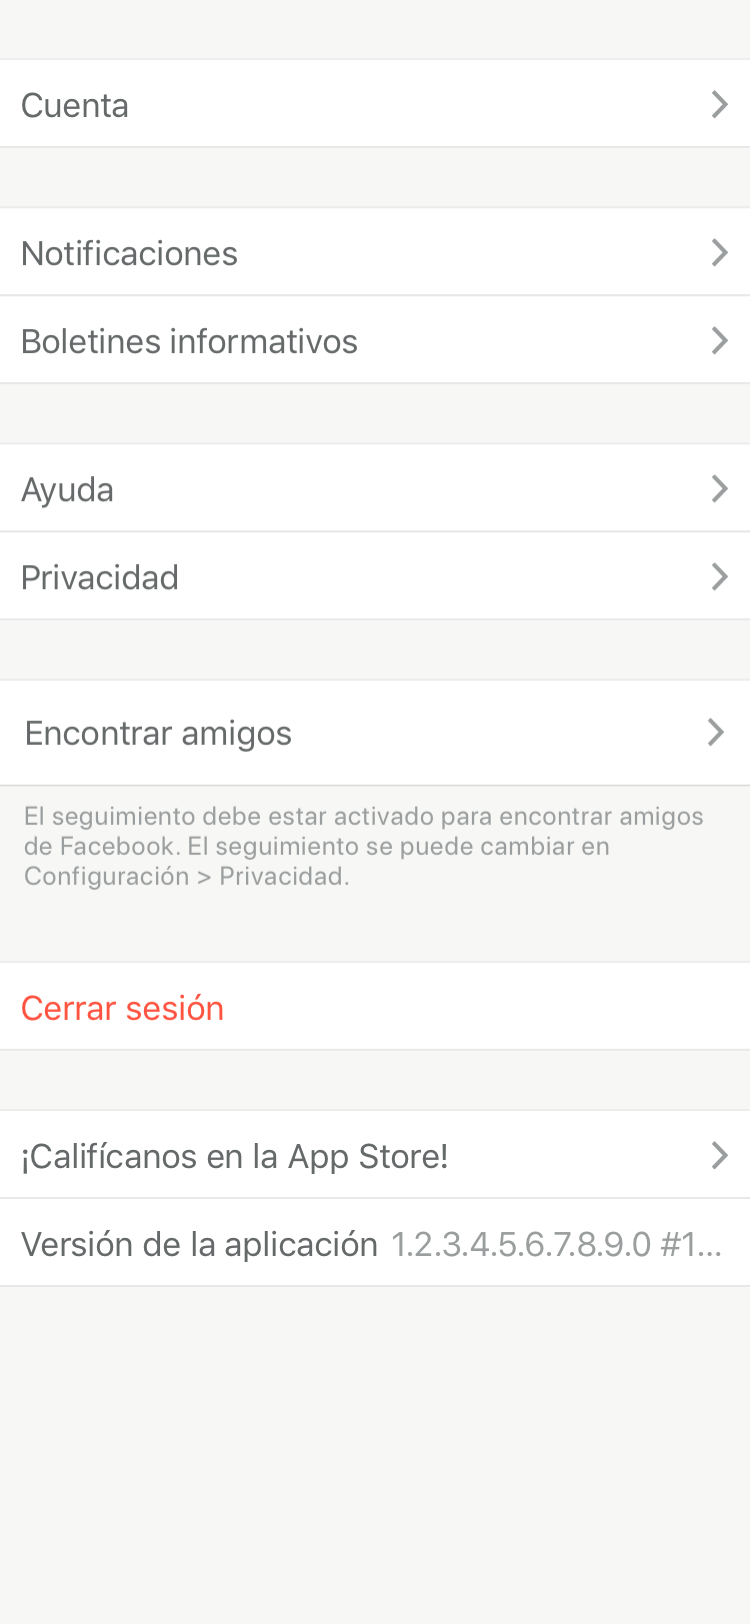 Cuenta
Notificaciones
Boletines informativos
Ayuda
Privacidad
Encontrar amigos
El seguimiento debe estar activado para encontrar amigos
de Facebook. El seguimiento se puede cambiar en
Configuración > Privacidad.
Cerrar sesión
¡Califícanos en la App Store!
Versión de la aplicación 1.2.3.4.5.6.7.8.9.0 #1...